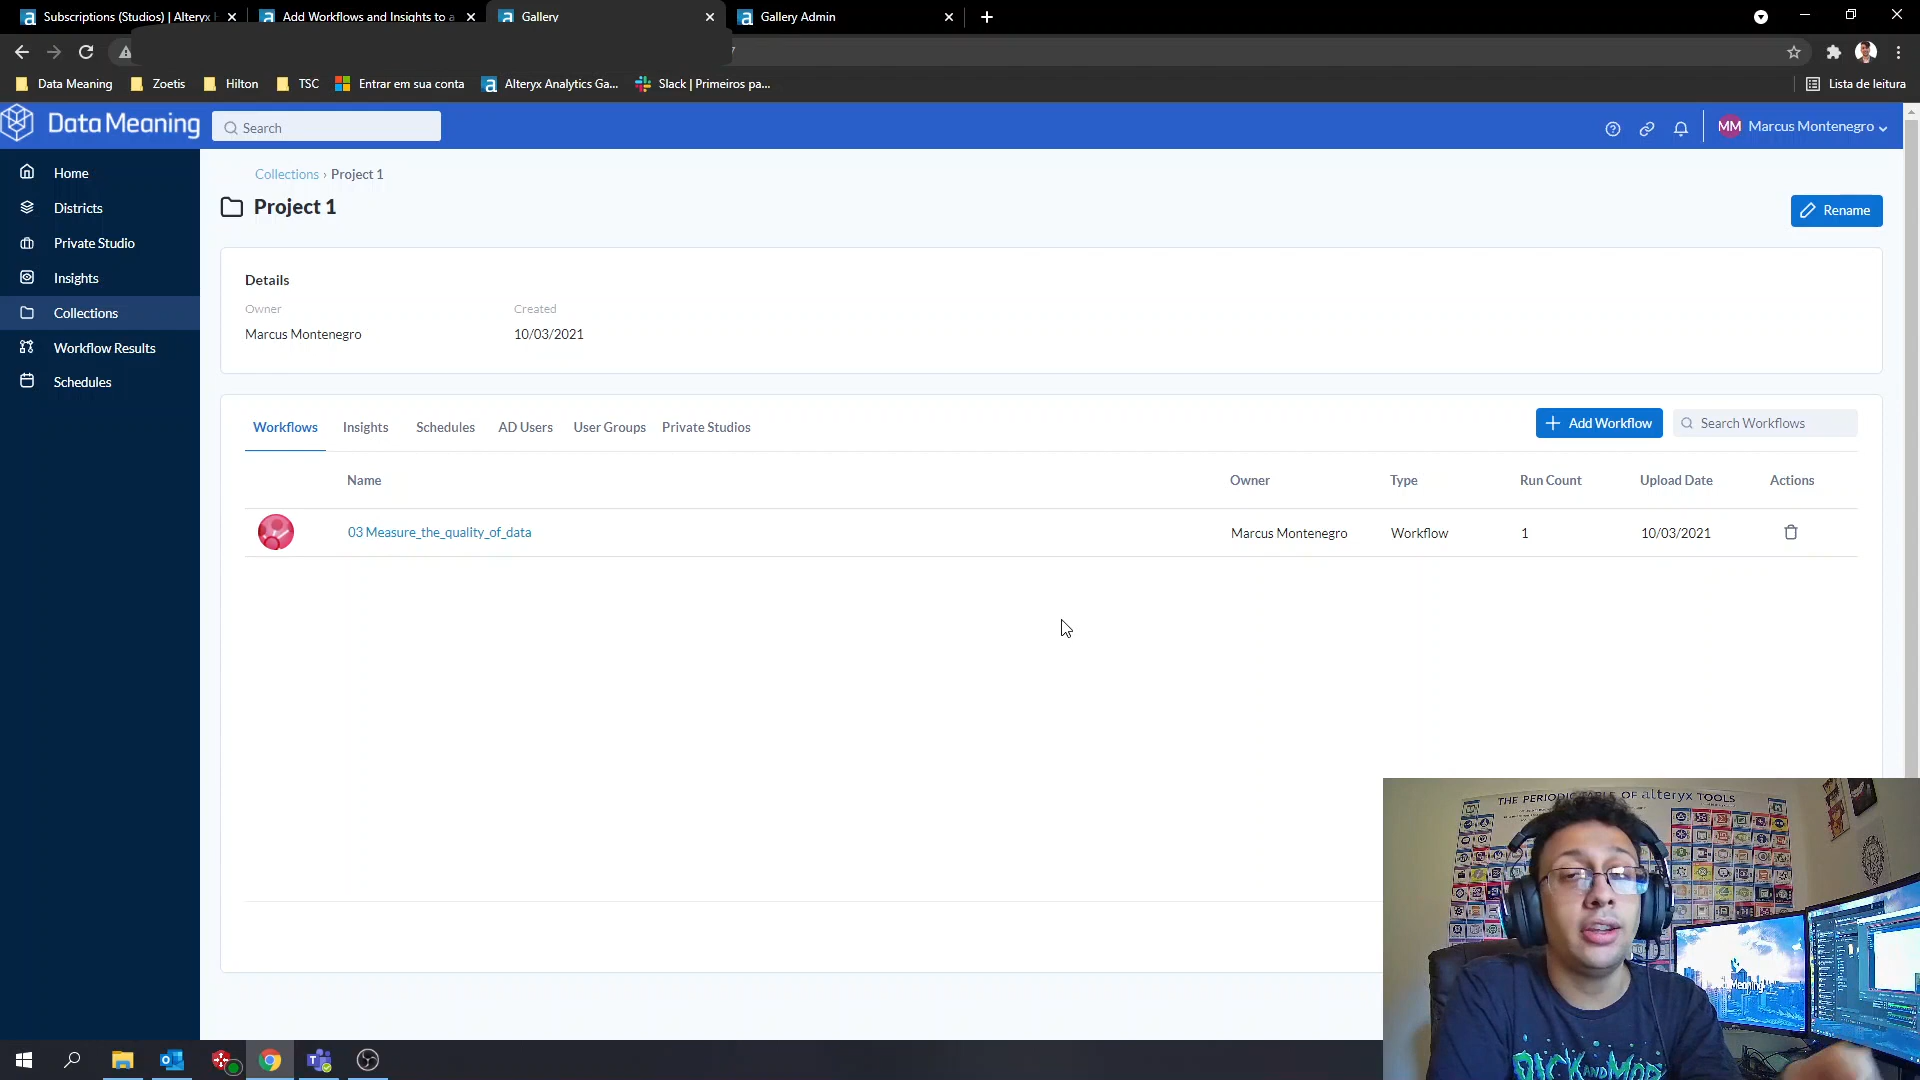 Subscriptions (Studios) | Alteryx H
Add Workflows and Insights to a
Gallery
Gallery Admin
Data Meaning
Zoetis
Hilton
TSC
Entrar em sua conta
Alteryx Analytics Ga...
Slack | Primeiros pa...
Lista de leitura
Data Meaning
Search
MM Marcus Montenegro
Home
Districts
Private Studio
Insights
Collections
Workflow Results
Schedules
Collections › Project 1
Project 1
Rename
Details
Owner Created
Marcus Montenegro 10/03/2021
Workflows Insights Schedules AD Users User Groups Private Studios
Add Workflow
Search Workflows
Name Owner Type Run Count Upload Date Actions
03 Measure_the_quality_of_data Marcus Montenegro Workflow 1 10/03/2021
THE PERIODIC TABLE OF alteryx TOOLS